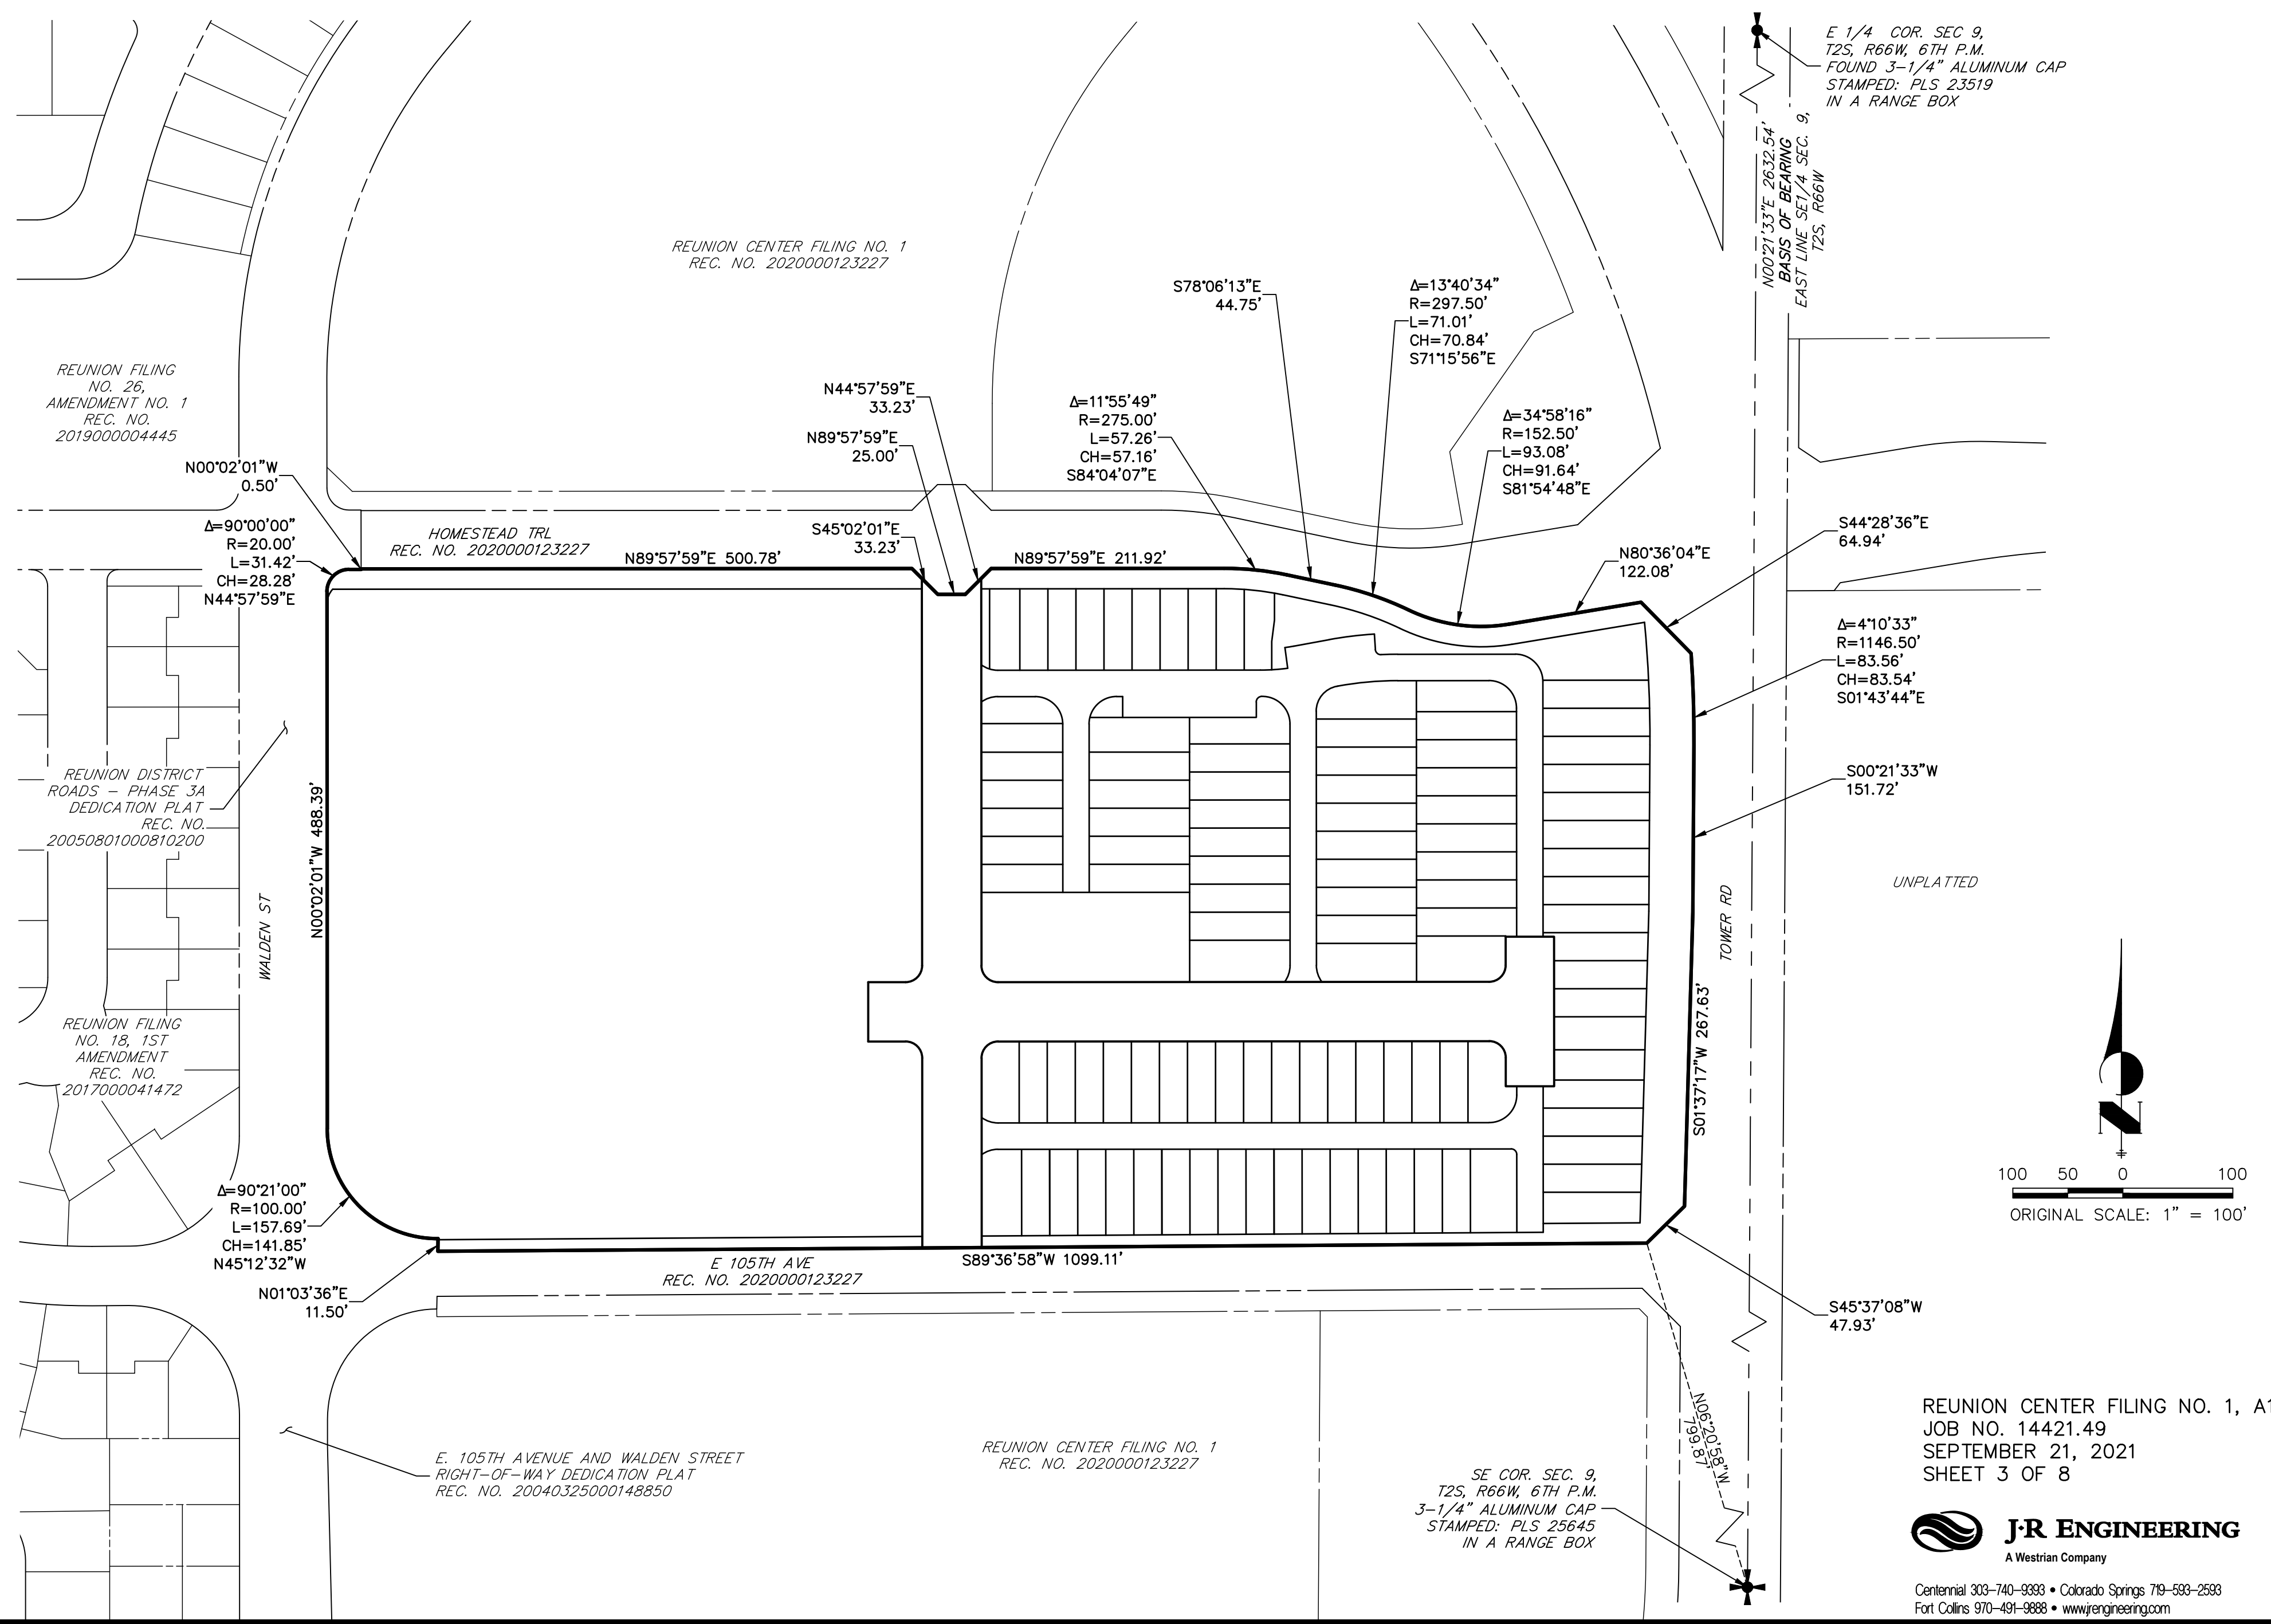 E 1/4 COR. SEC 9,
T2S, R66W, 6TH P.M.
FOUND 3-1/4" ALUMINUM CAP
STAMPED: PLS 23519
IN A RANGE BOX
N00°21'33"E 2632.54'
BASIS OF BEARING
EAST LINE SE1/4 SEC. 9,
T2S, R66W
REUNION CENTER FILING NO. 1
REC. NO. 2020000123227
S78°06'13"E
44.75'
Δ=13°40'34"
R=297.50'
L=71.01'
CH=70.84'
S71°15'56"E
REUNION FILING
NO. 26,
AMENDMENT NO. 1
REC. NO.
2019000004445
N44°57'59"E
33.23'
N89°57'59"E
25.00'
Δ=11°55'49"
R=275.00'
L=57.26'
CH=57.16'
S84°04'07"E
Δ=34°58'16"
R=152.50'
L=93.08'
CH=91.64'
S81°54'48"E
N00°02'01"W
0.50'
Δ=90°00'00"
R=20.00'
L=31.42'
CH=28.28'
N44°57'59"E
HOMESTEAD TRL
REC. NO. 2020000123227
S45°02'01"E
33.23'
N89°57'59"E 500.78'
N89°57'59"E 211.92'
N80°36'04"E
122.08'
S44°28'36"E
64.94'
Δ=4°10'33"
R=1146.50'
L=83.56'
CH=83.54'
S01°43'44"E
S00°21'33"W
151.72'
REUNION DISTRICT
ROADS - PHASE 3A
DEDICATION PLAT
REC. NO.
20050801000810200
N00°02'01"W 488.39'
WALDEN ST
TOWER RD
UNPLATTED
S01°37'17"W 267.63'
REUNION FILING
NO. 18, 1ST
AMENDMENT
REC. NO.
2017000041472
N
100 50 0 100
ORIGINAL SCALE: 1" = 100'
Δ=90°21'00"
R=100.00'
L=157.69'
CH=141.85'
N45°12'32"W
N01°03'36"E
11.50'
E 105TH AVE
REC. NO. 2020000123227
S89°36'58"W 1099.11'
S45°37'08"W
47.93'
N06°20'58"W
799.87'
E. 105TH AVENUE AND WALDEN STREET
RIGHT-OF-WAY DEDICATION PLAT
REC. NO. 20040325000148850
REUNION CENTER FILING NO. 1
REC. NO. 2020000123227
SE COR. SEC. 9,
T2S, R66W, 6TH P.M.
3-1/4" ALUMINUM CAP
STAMPED: PLS 25645
IN A RANGE BOX
REUNION CENTER FILING NO. 1, A1
JOB NO. 14421.49
SEPTEMBER 21, 2021
SHEET 3 OF 8
J·R ENGINEERING
A Westrian Company
Centennial 303-740-9393 • Colorado Springs 719-593-2593
Fort Collins 970-491-9888 • www.jrengineering.com